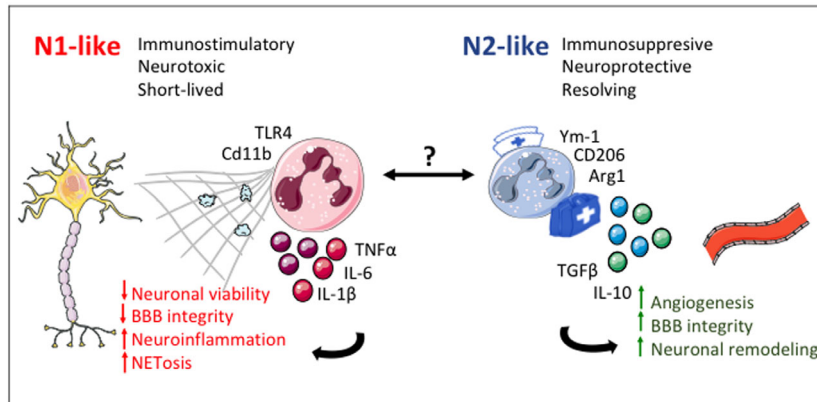 N1-like
Immunostimulatory
Neurotoxic
Short-lived
N2-like
Immunosuppresive
Neuroprotective
Resolving
TLR4
Cd11b
?
Ym-1
CD206
Arg1
TNFα
IL-6
IL-1β
TGFβ
IL-10
Neuronal viability
BBB integrity
Neuroinflammation
NETosis
Angiogenesis
BBB integrity
Neuronal remodeling